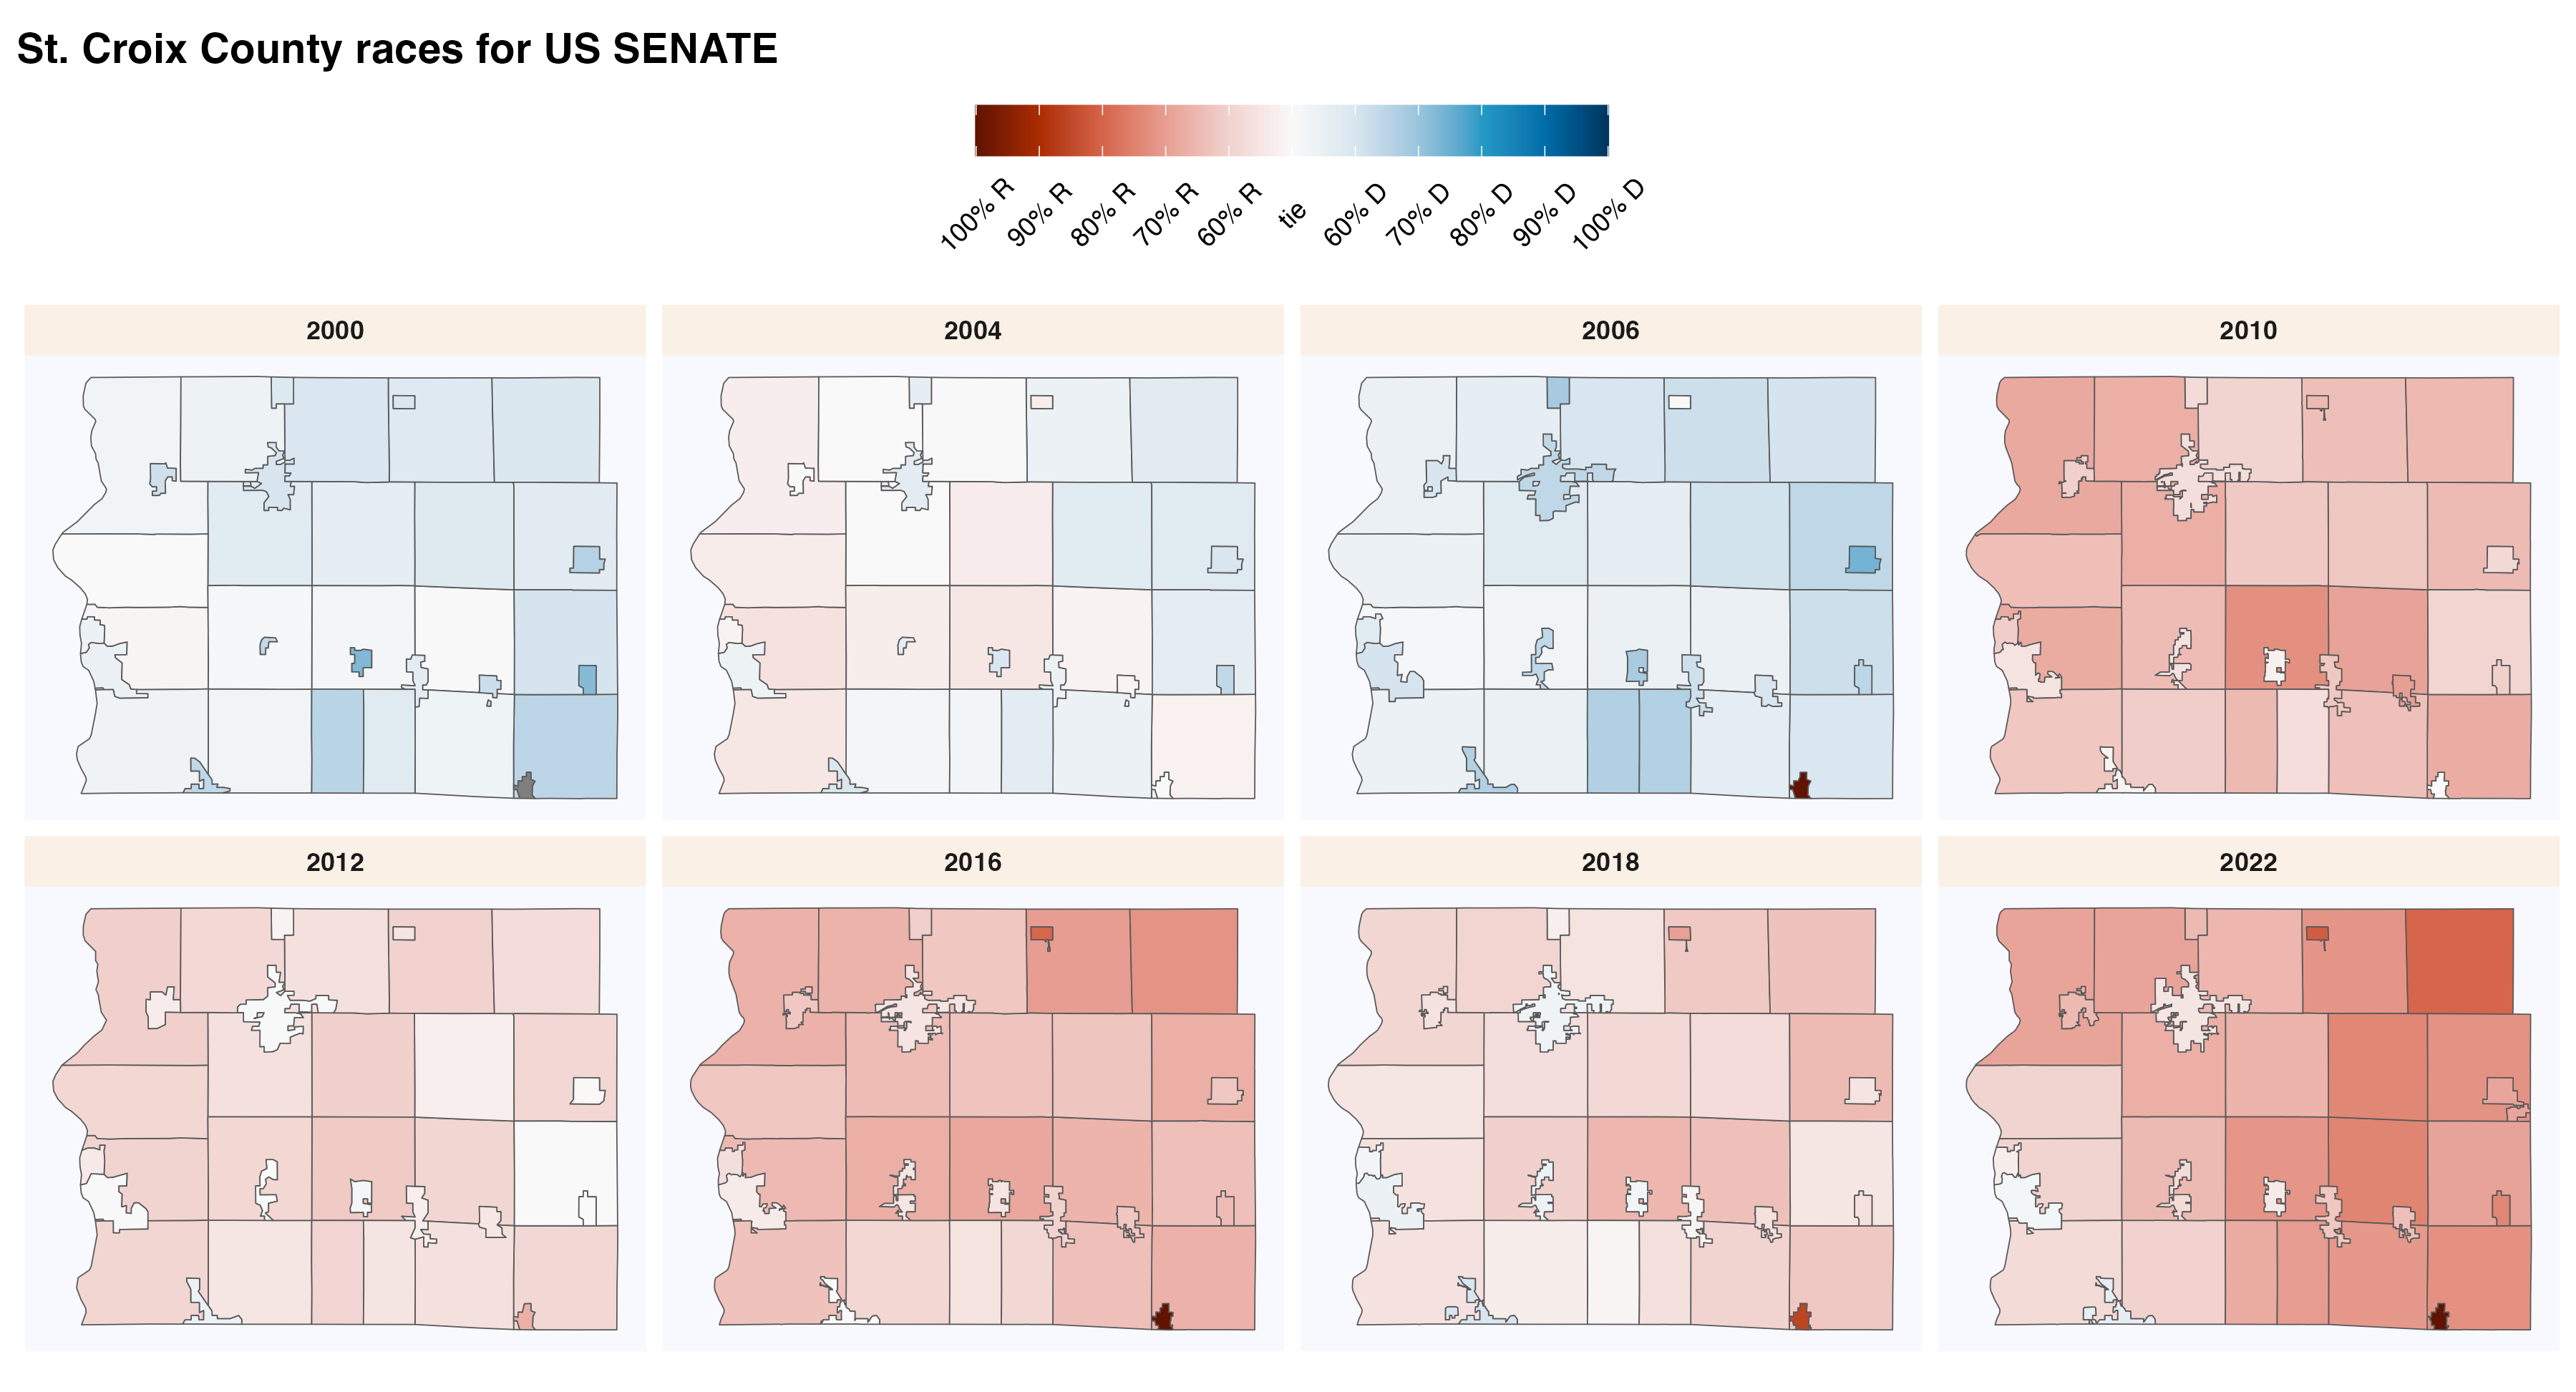 St. Croix County races for US SENATE
100% R
90% R
80% R
70% R
60% R
tie
60% D
70% D
80% D
90% D
100% D
2000
2004
2006
2010
2012
2016
2018
2022